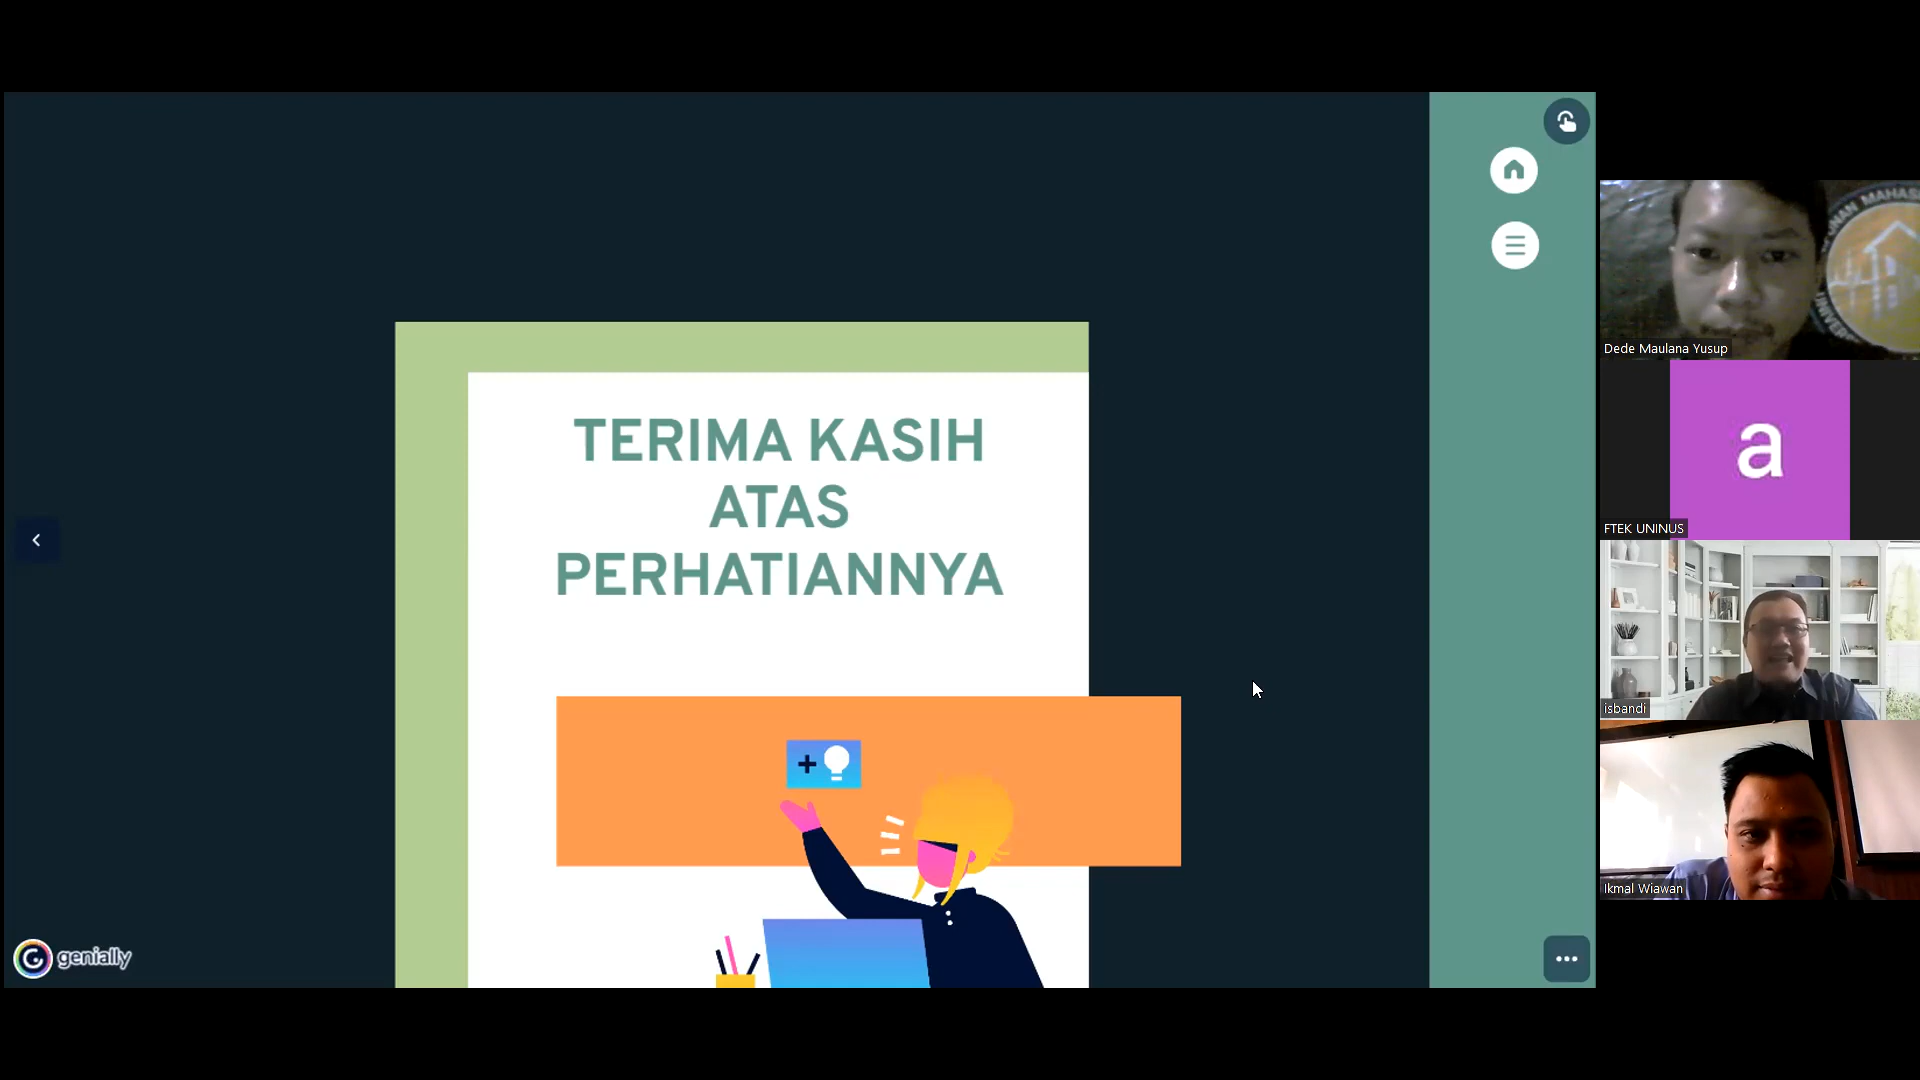 TERIMA KASIH
ATAS
PERHATIANNYA
genially
Dede Maulana Yusup
a
FTEK UNINUS
isbandi
Ikmal Wiawan